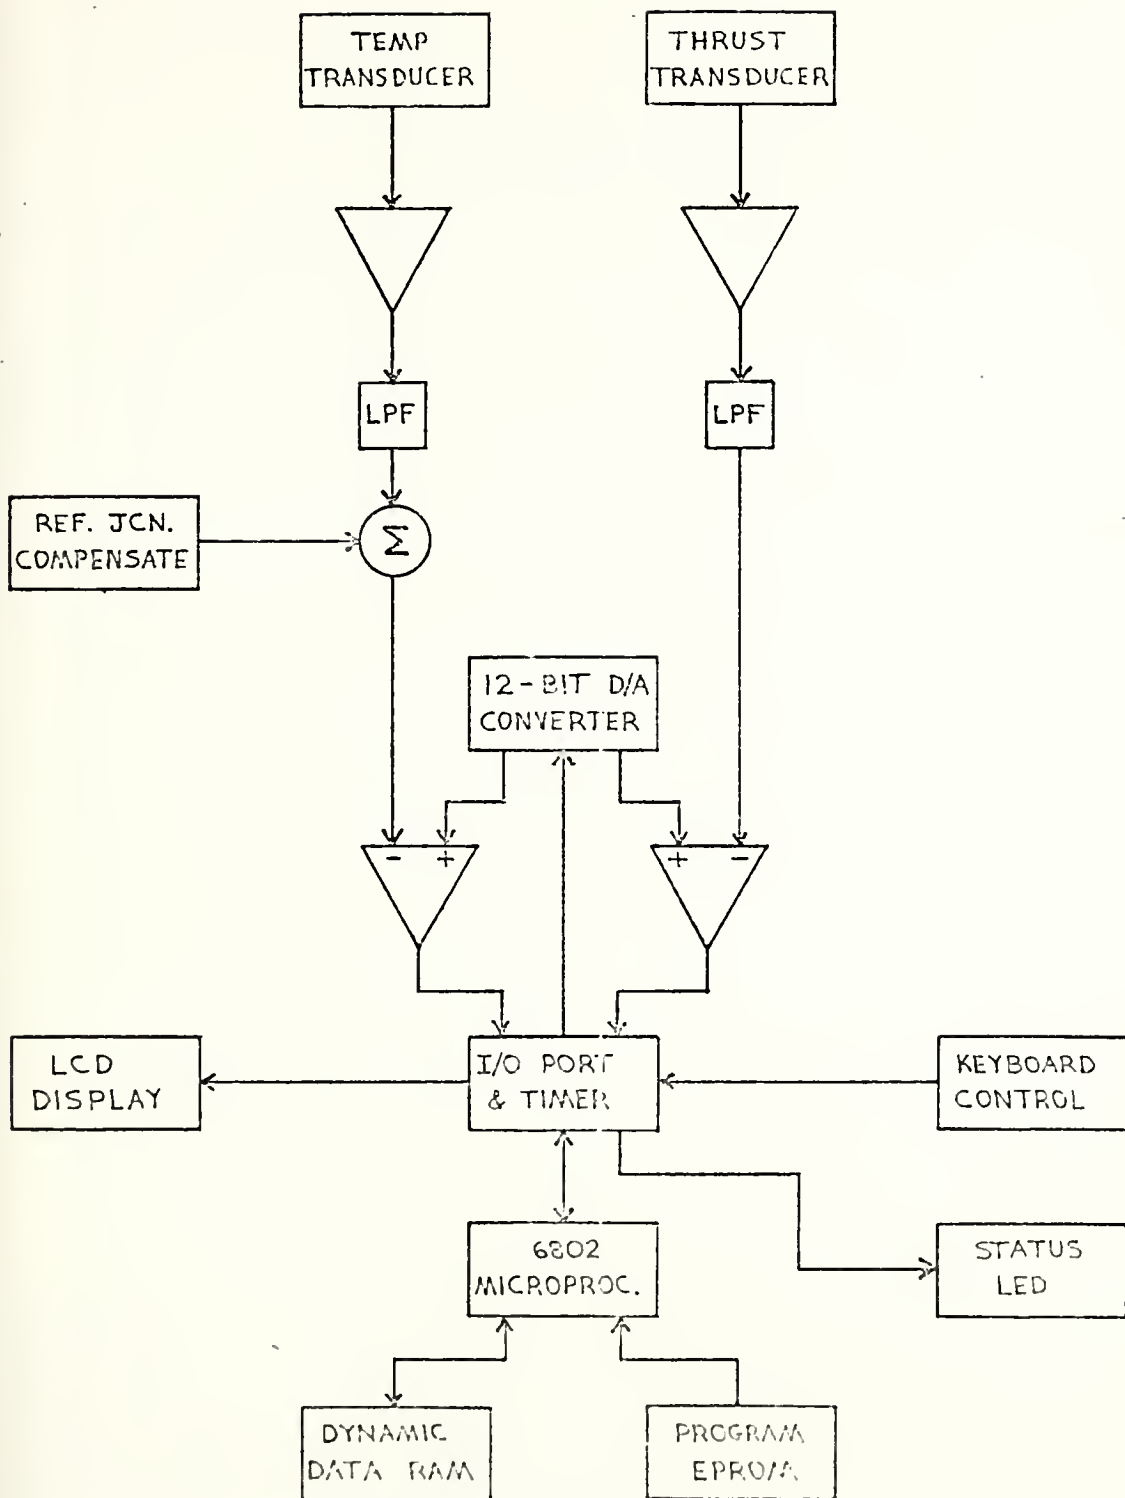 TEMP
TRANSDUCER
THRUST
TRANSDUCER
LPF
LPF
REF. JCN.
COMPENSATE
Σ
12-BIT D/A
CONVERTER
- +
+ -
LCD
DISPLAY
I/O PORT
& TIMER
KEYBOARD
CONTROL
6802
MICROPROC.
STATUS
LED
DYNAMIC
DATA RAM
PROGRAM
EPROM